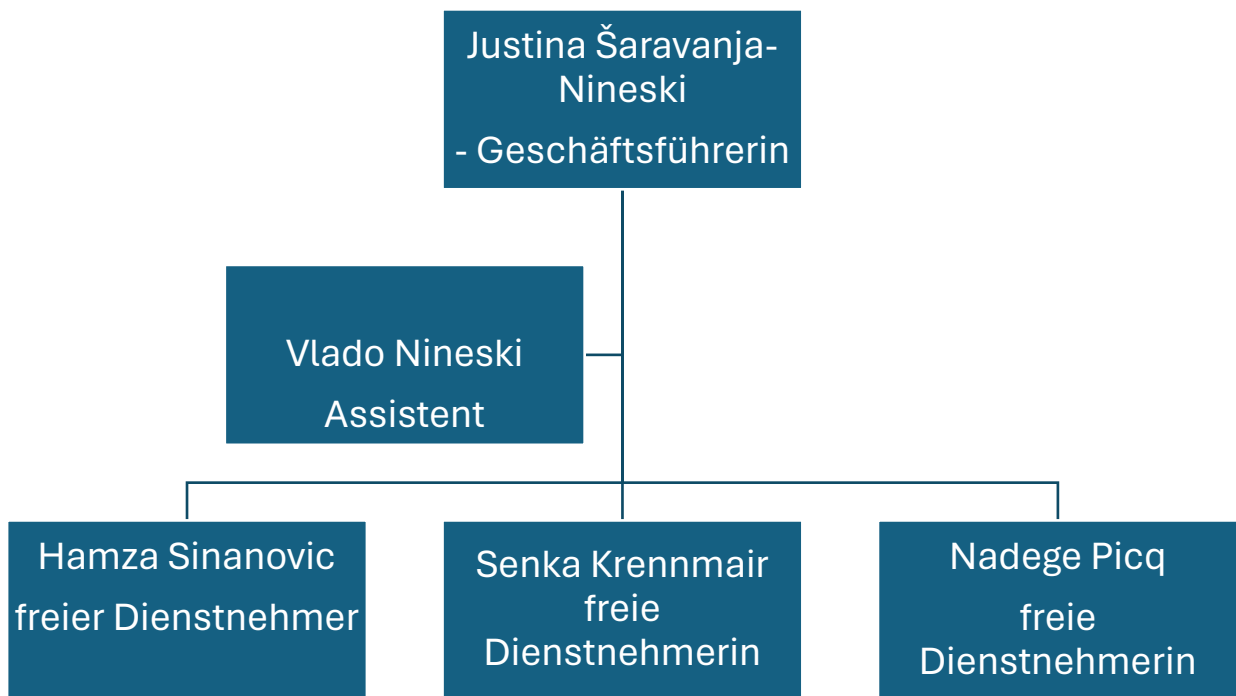 Justina Šaravanja-
Nineski
- Geschäftsführerin
Vlado Nineski
Assistent
Hamza Sinanovic
freier Dienstnehmer
Senka Krennmair
freie
Dienstnehmerin
Nadege Picq
freie
Dienstnehmerin